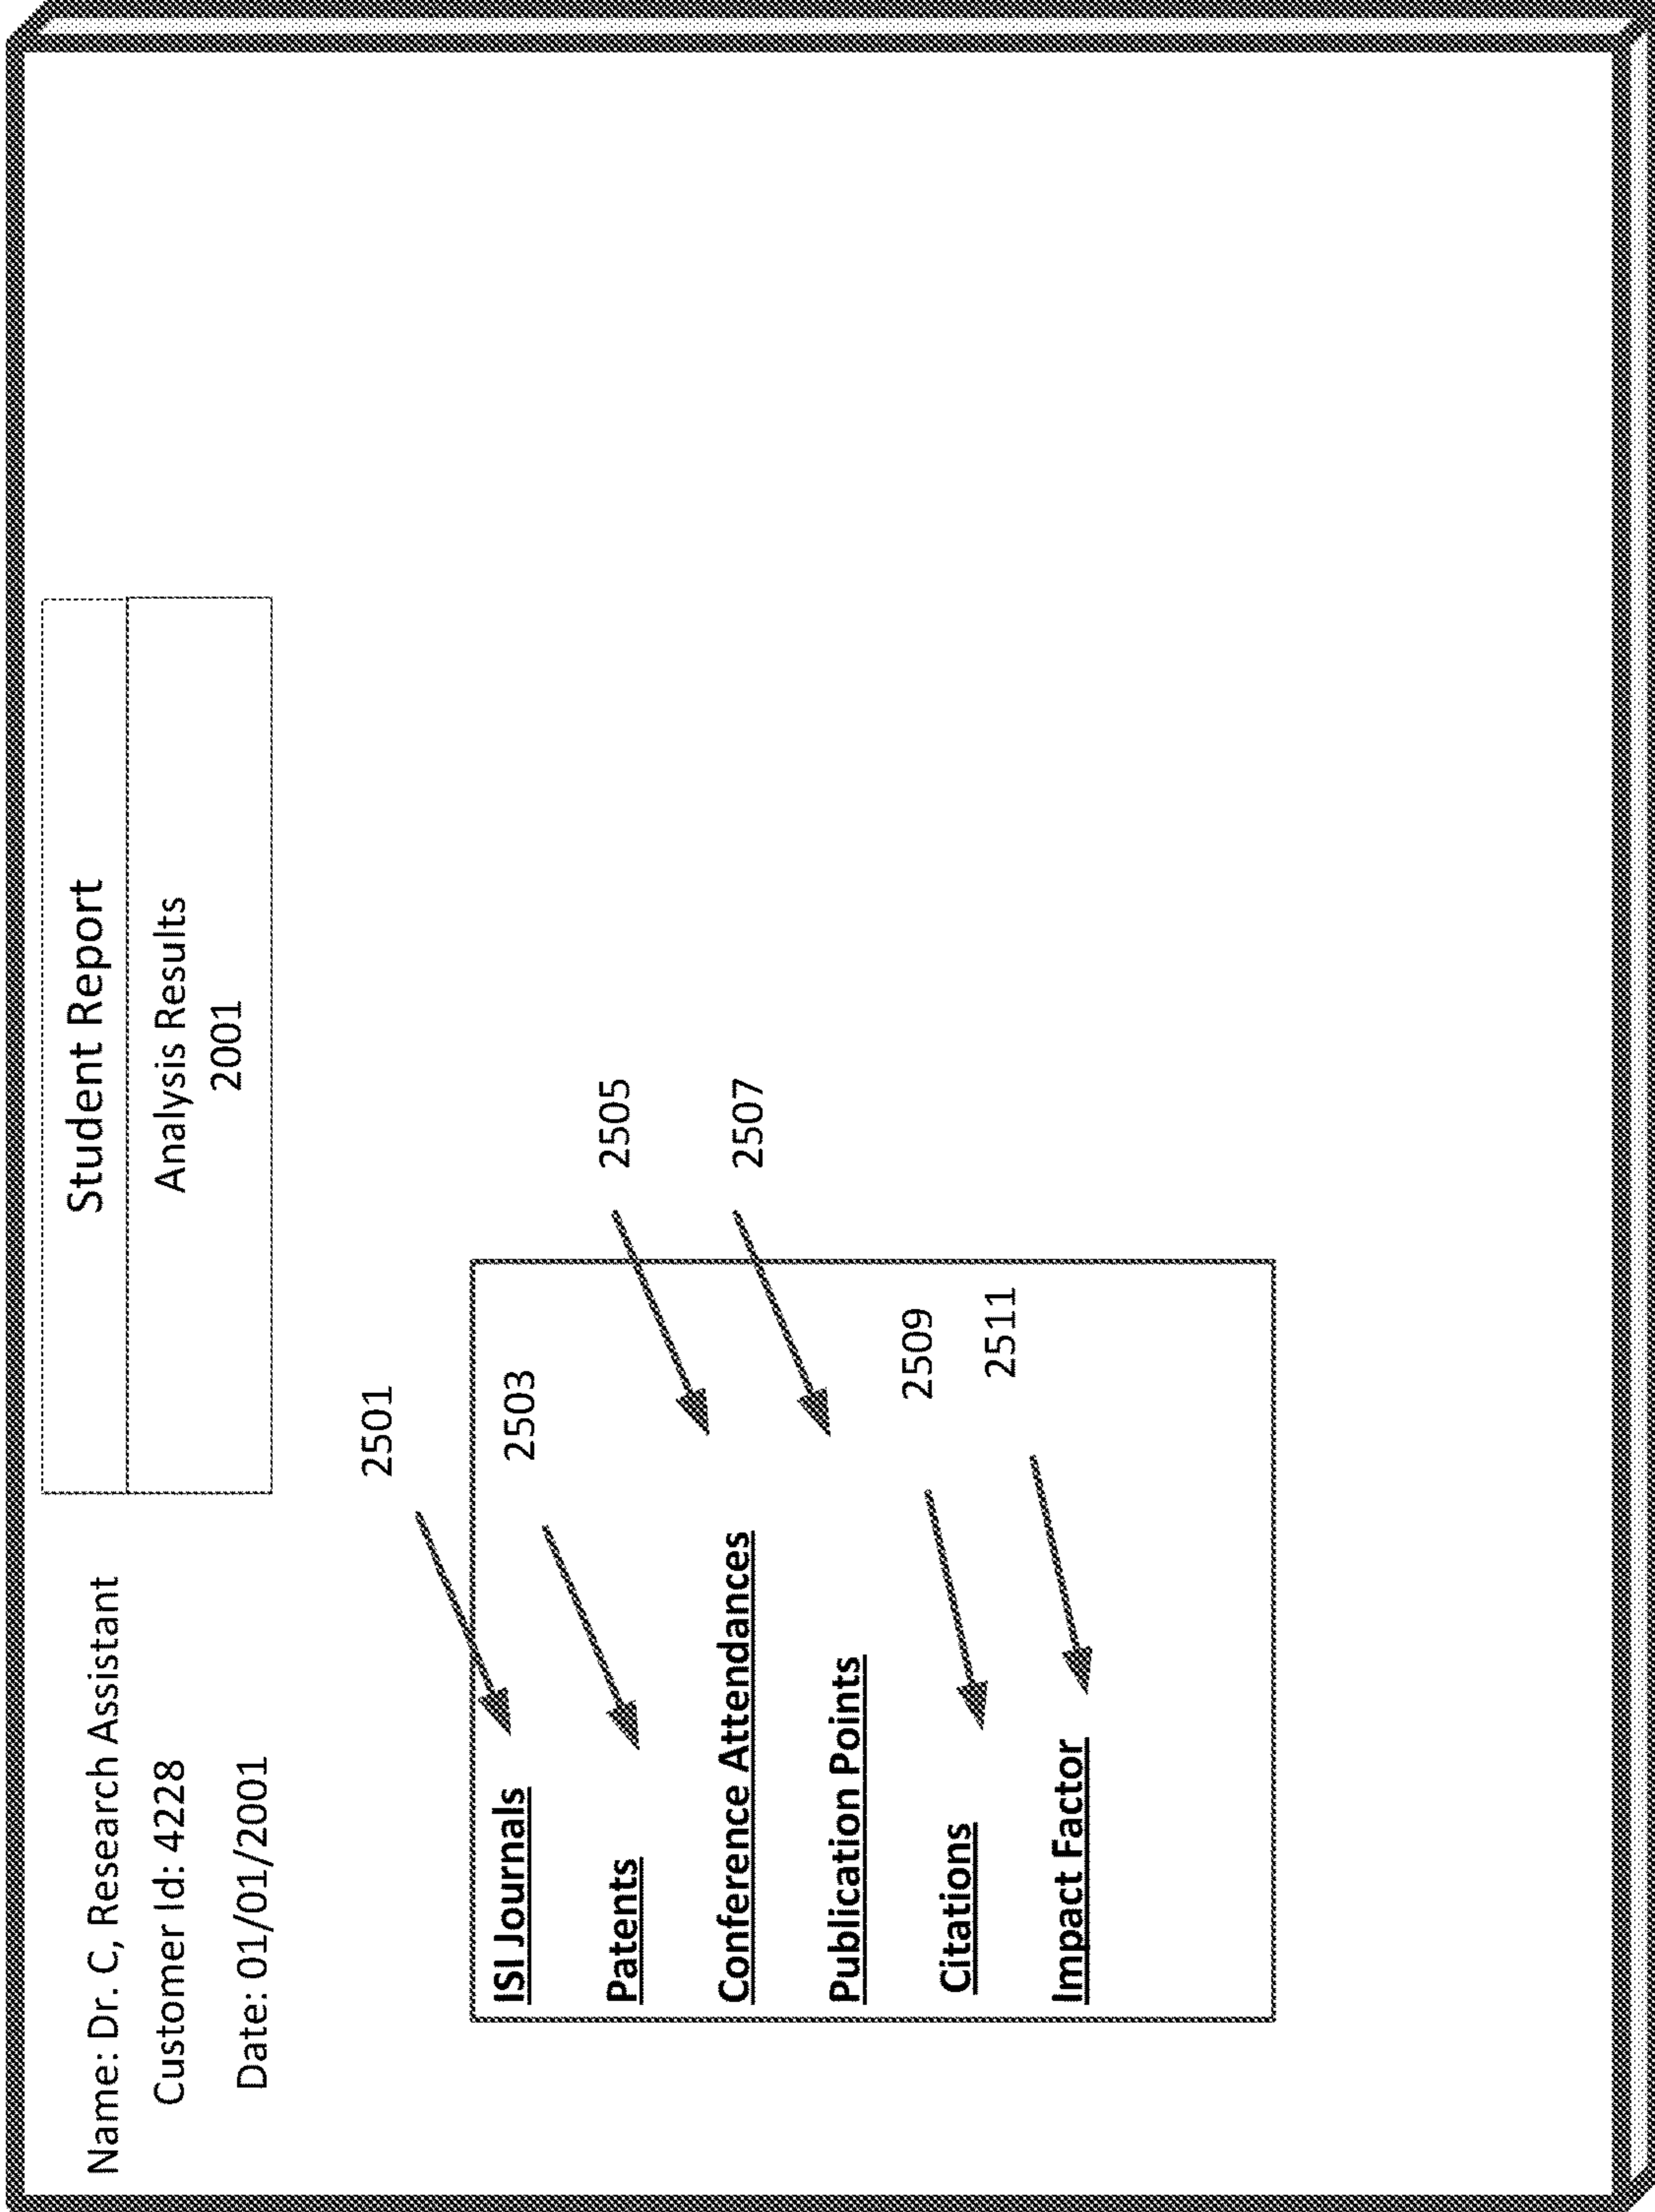 Student Report
Analysis Results
2001
Name: Dr. C, Research Assistant
Customer Id: 4228
Date: 01/01/2001
2501
ISI Journals
2503
Patents
2505
Conference Attendances
2507
Publication Points
2509
Citations
2511
Impact Factor